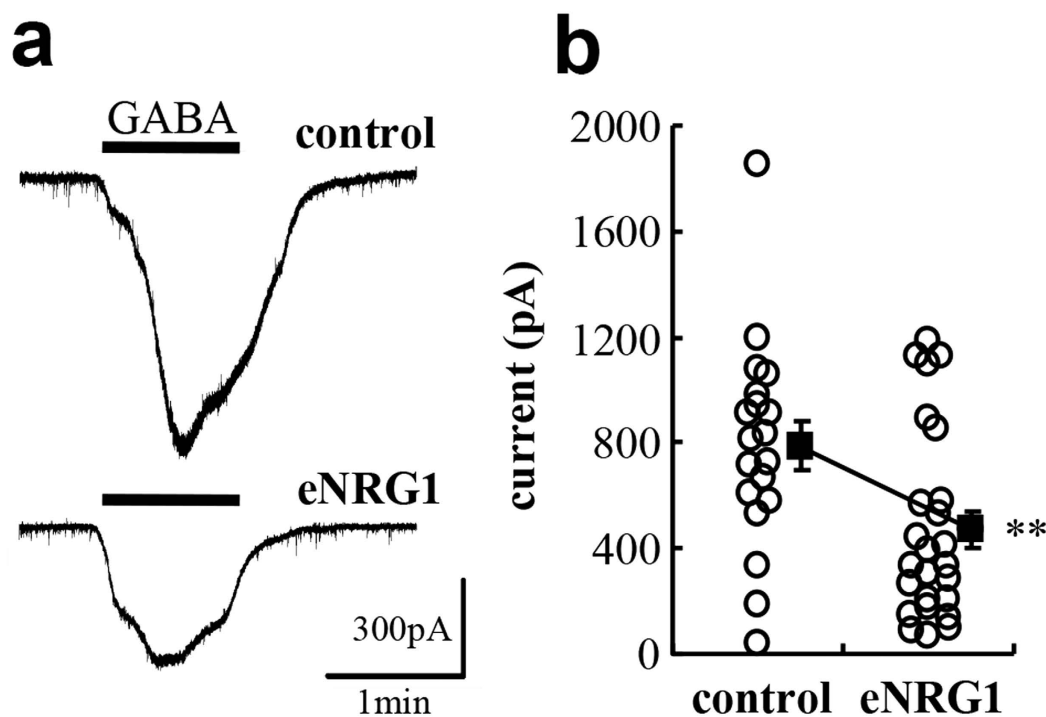 a
GABA
control
eNRG1
300pA
1min
b
2000
1600
1200
800
400
0
current (pA)
**
control eNRG1